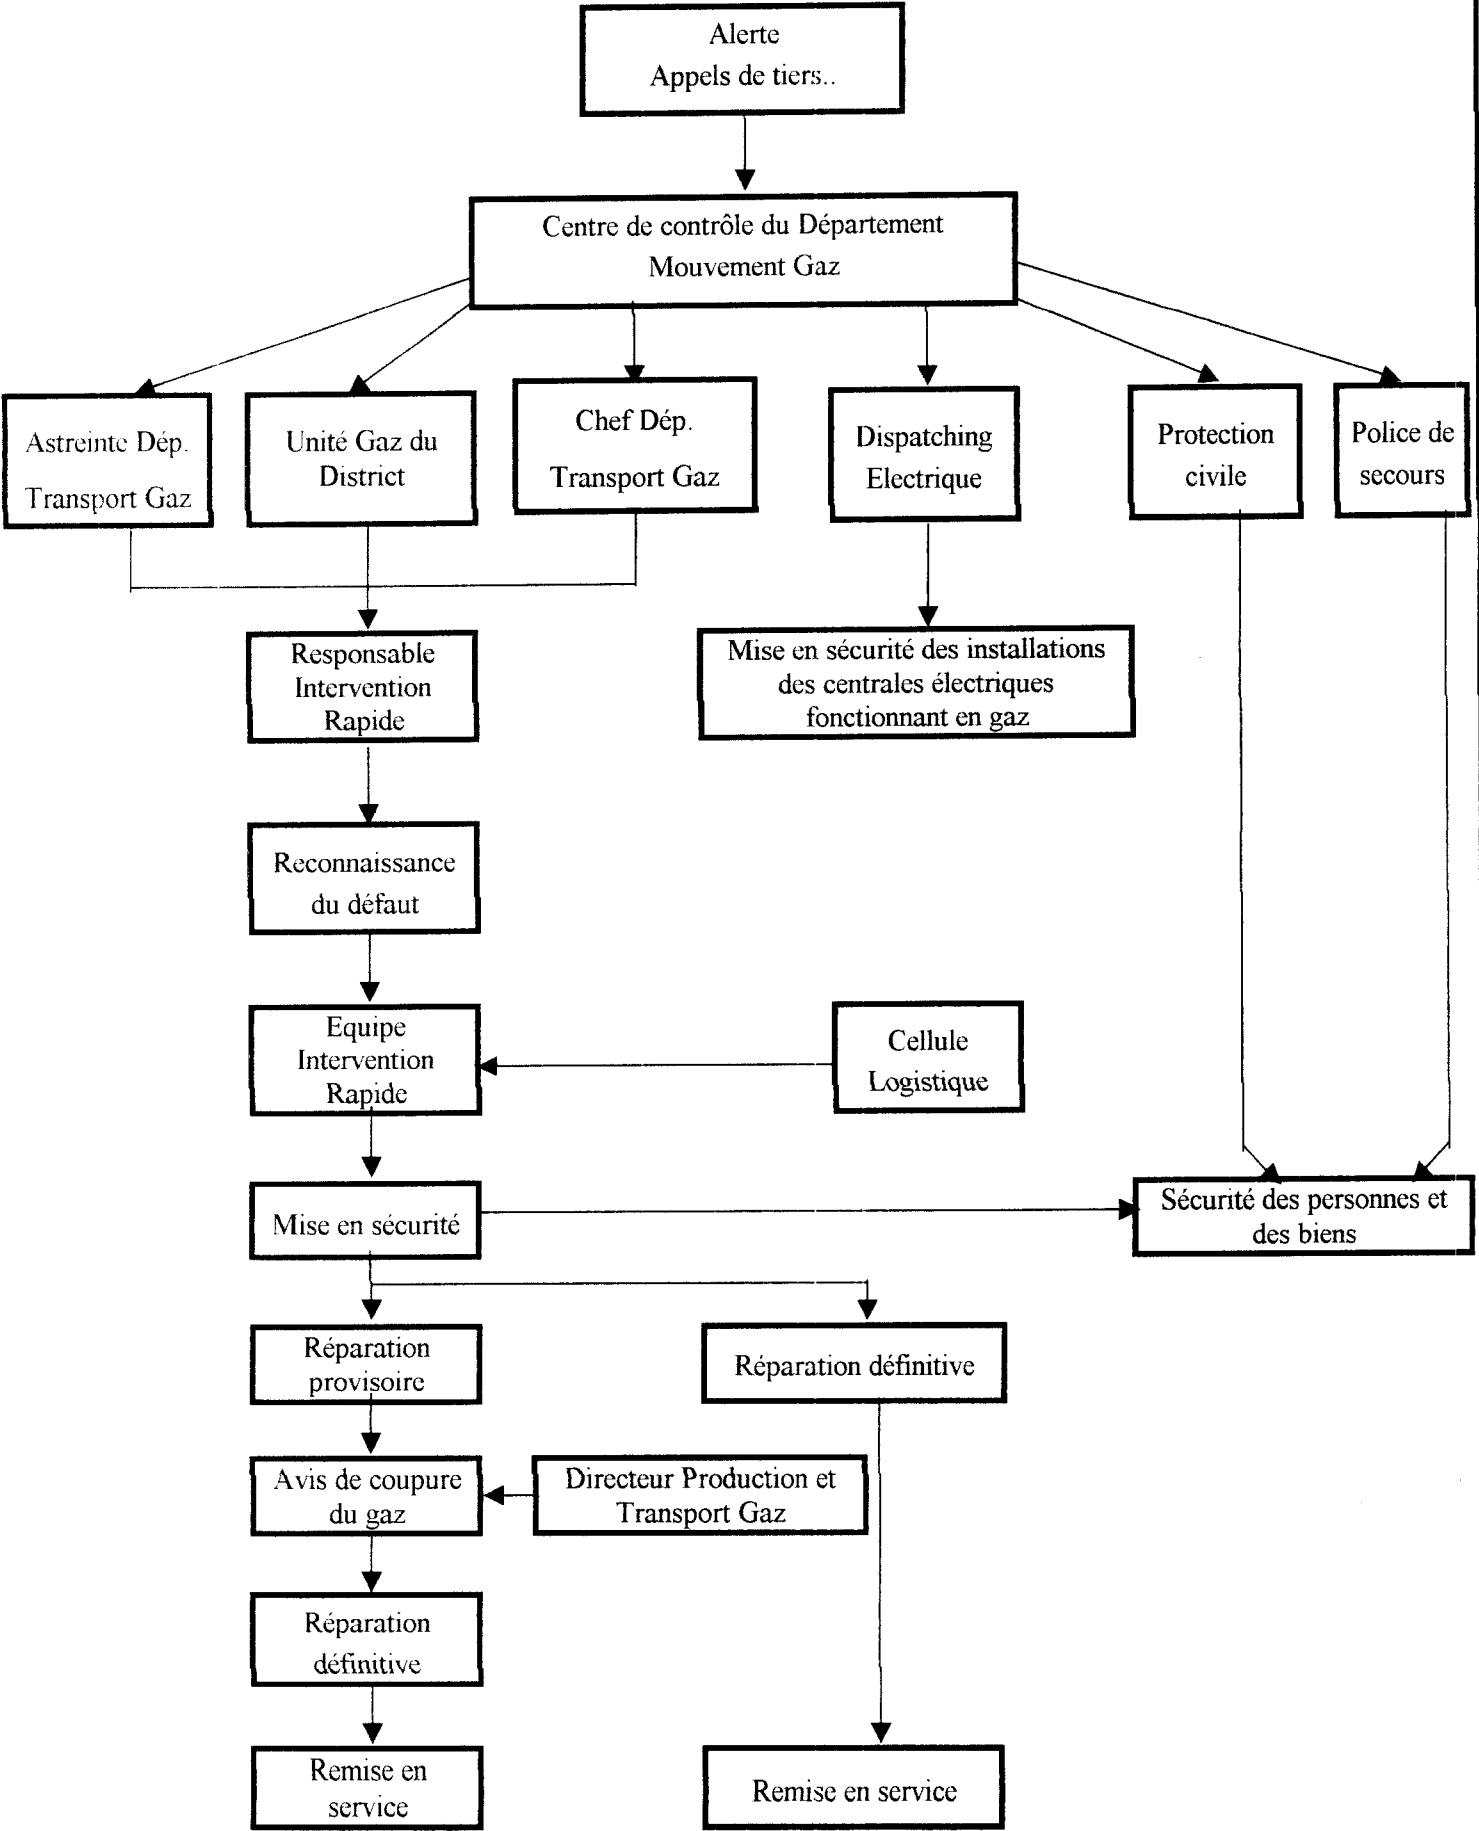 Alerte
Appels de tiers..
Centre de contrôle du Département
Mouvement Gaz
Astreinte Dép.
Transport Gaz
Unité Gaz du
District
Chef Dép.
Transport Gaz
Dispatching
Electrique
Protection
civile
Police de
secours
Responsable
Intervention
Rapide
Mise en sécurité des installations
des centrales électriques
fonctionnant en gaz
Reconnaissance
du défaut
Equipe
Intervention
Rapide
Cellule
Logistique
Mise en sécurité
Sécurité des personnes et
des biens
Réparation
provisoire
Réparation définitive
Avis de coupure
du gaz
Directeur Production et
Transport Gaz
Réparation
définitive
Remise en
service
Remise en service